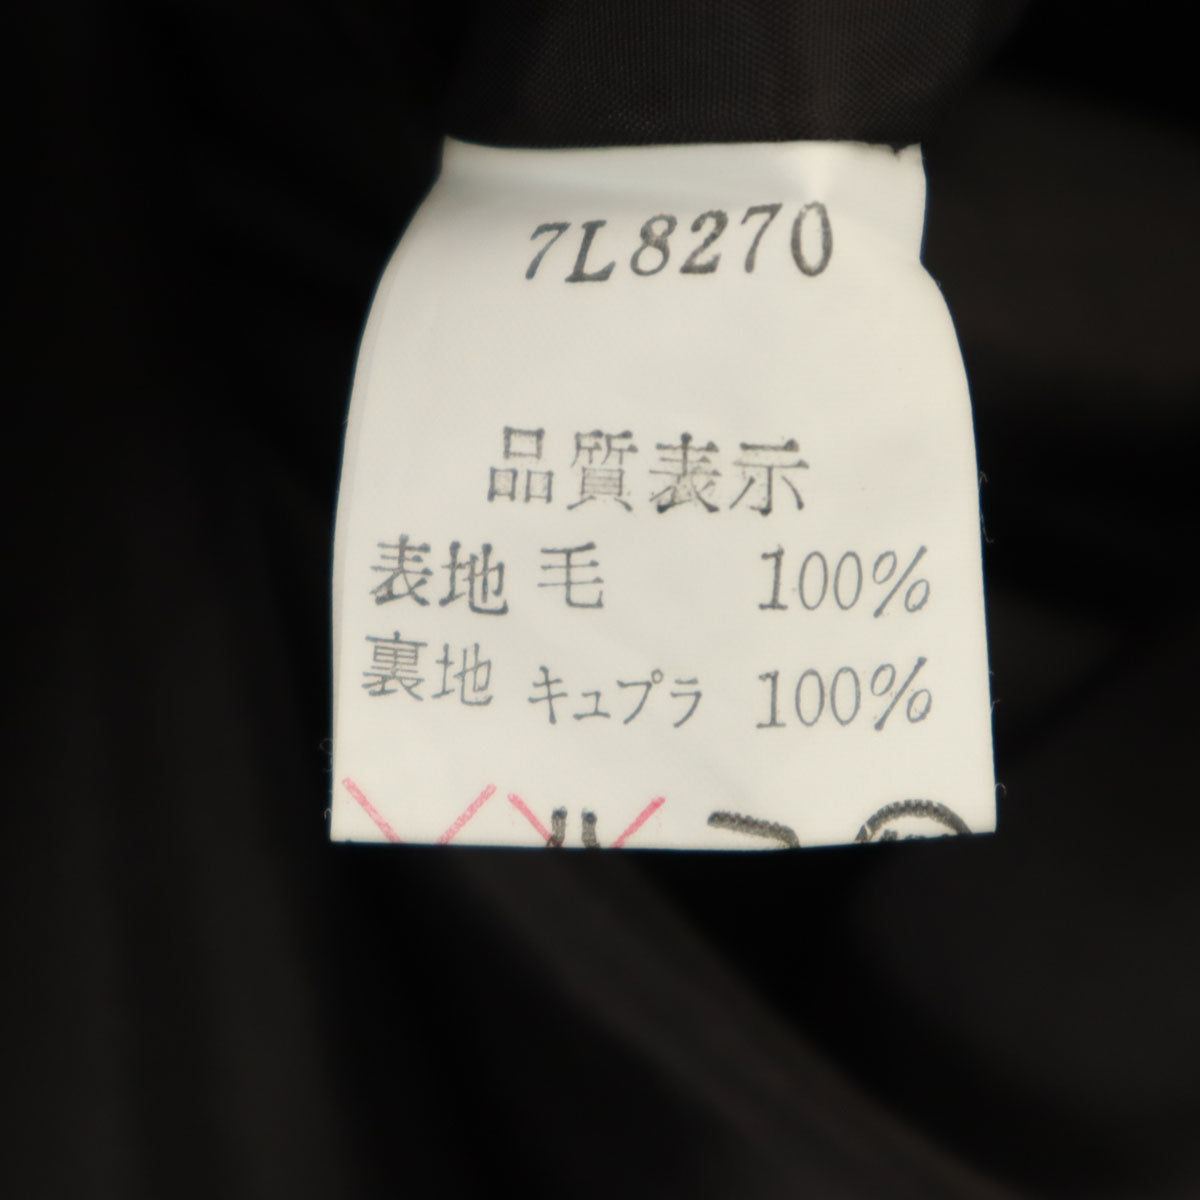 7L8270
品質表示
表地 毛 100%
裏地 キュプラ 100%